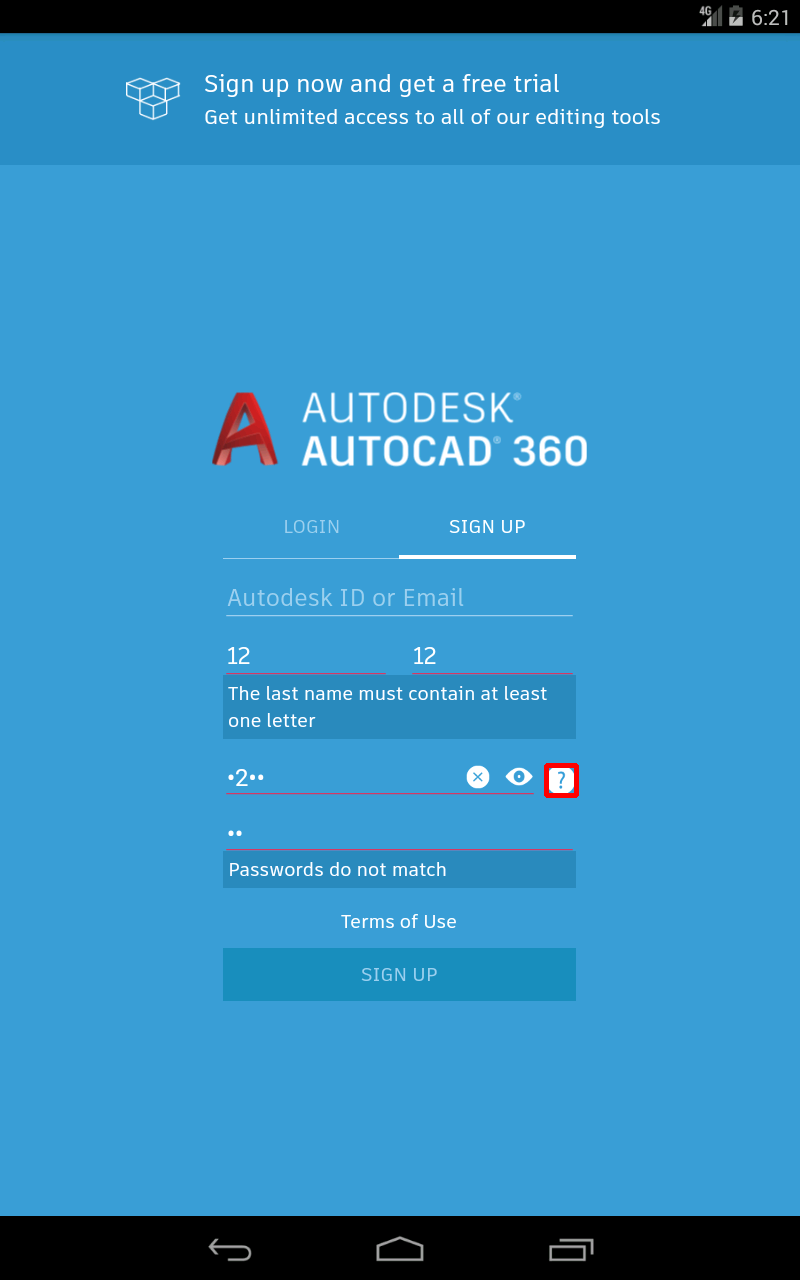 4G 6:21
Sign up now and get a free trial
Get unlimited access to all of our editing tools
AUTODESK®
AUTOCAD® 360
LOGIN SIGN UP
Autodesk ID or Email
12 12
The last name must contain at least
one letter
•2•• ?
••
Passwords do not match
Terms of Use
SIGN UP